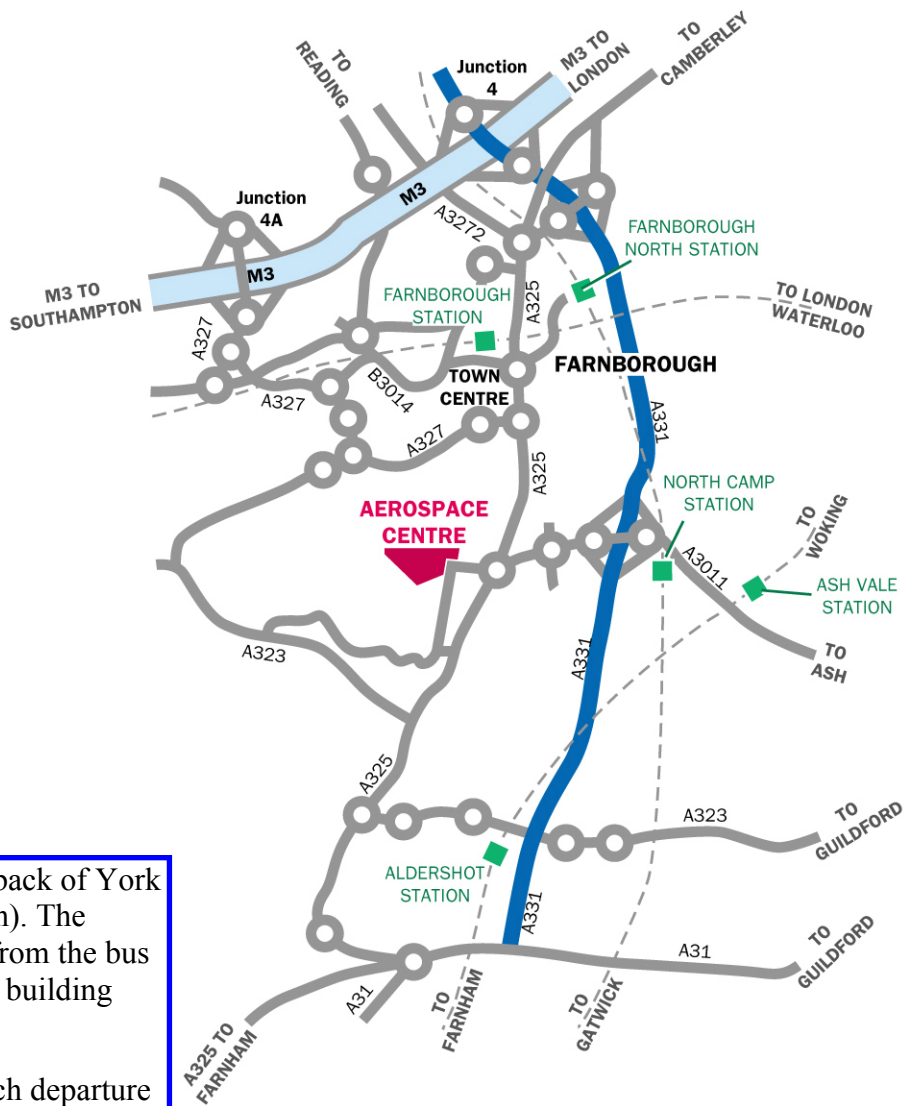 TO
READING
Junction
4
M3 TO
LONDON
TO
CAMBERLEY
Junction
4A
M3
A3272
FARNBOROUGH
NORTH STATION
M3
M3 TO
SOUTHAMPTON
FARNBOROUGH
STATION
A325
TO LONDON
WATERLOO
A327
B3014
TOWN
CENTRE
FARNBOROUGH
A327
A331
A327
A325
NORTH CAMP
STATION
AEROSPACE
CENTRE
TO
WOKING
A3011
ASH VALE
STATION
A323
A331
TO
ASH
A325
A323
TO
GUILDFORD
ALDERSHOT
STATION
A331
A31
TO
GUILDFORD
A31
TO
FARNHAM
TO
GATWICK
A325 TO
FARNHAM
back of York
n). The
from the bus
building
ch departure